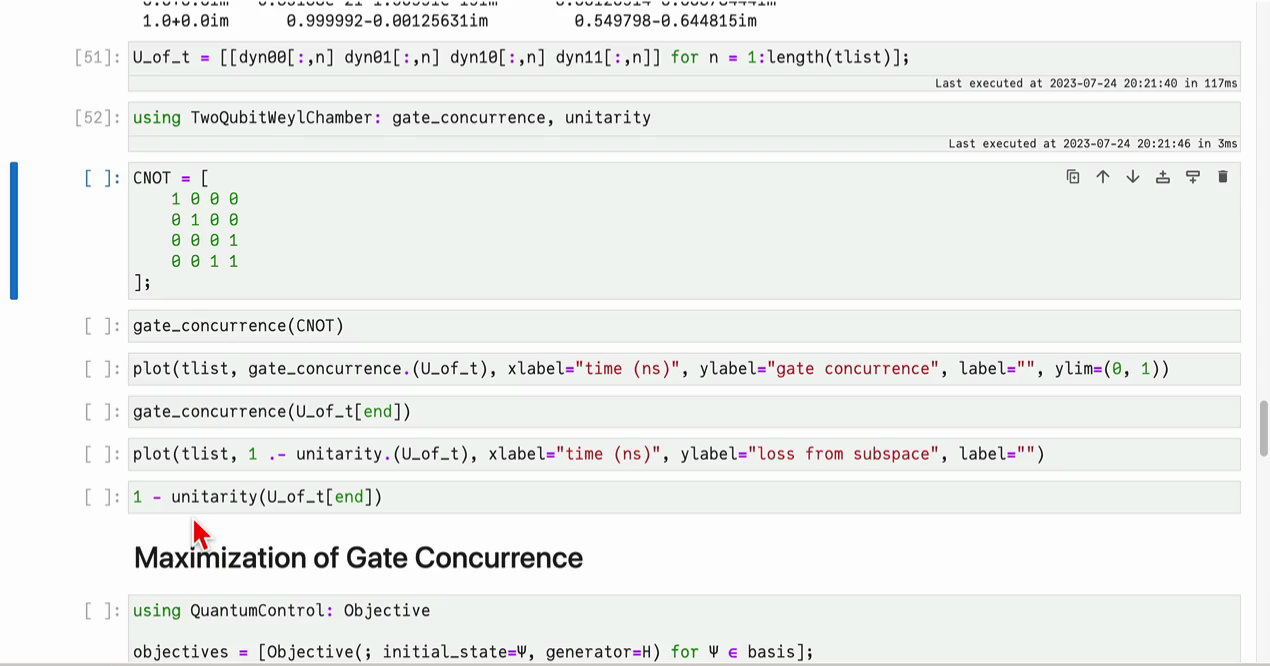 1.0+0.0im 0.999992-0.00125631im 0.549798-0.644815im
[51]: U_of_t = [[dyn00[:,n] dyn01[:,n] dyn10[:,n] dyn11[:,n]] for n = 1:length(tlist)];
Last executed at 2023-07-24 20:21:40 in 117ms
[52]: using TwoQubitWeylChamber: gate_concurrence, unitarity
Last executed at 2023-07-24 20:21:46 in 3ms
[ ]: CNOT = [
1 0 0 0
0 1 0 0
0 0 0 1
0 0 1 1
];
[ ]: gate_concurrence(CNOT)
[ ]: plot(tlist, gate_concurrence.(U_of_t), xlabel="time (ns)", ylabel="gate concurrence", label="", ylim=(0, 1))
[ ]: gate_concurrence(U_of_t[end])
[ ]: plot(tlist, 1 .- unitarity.(U_of_t), xlabel="time (ns)", ylabel="loss from subspace", label="")
[ ]: 1 - unitarity(U_of_t[end])
Maximization of Gate Concurrence
[ ]: using QuantumControl: Objective
objectives = [Objective(; initial_state=Ψ, generator=H) for Ψ ∈ basis];